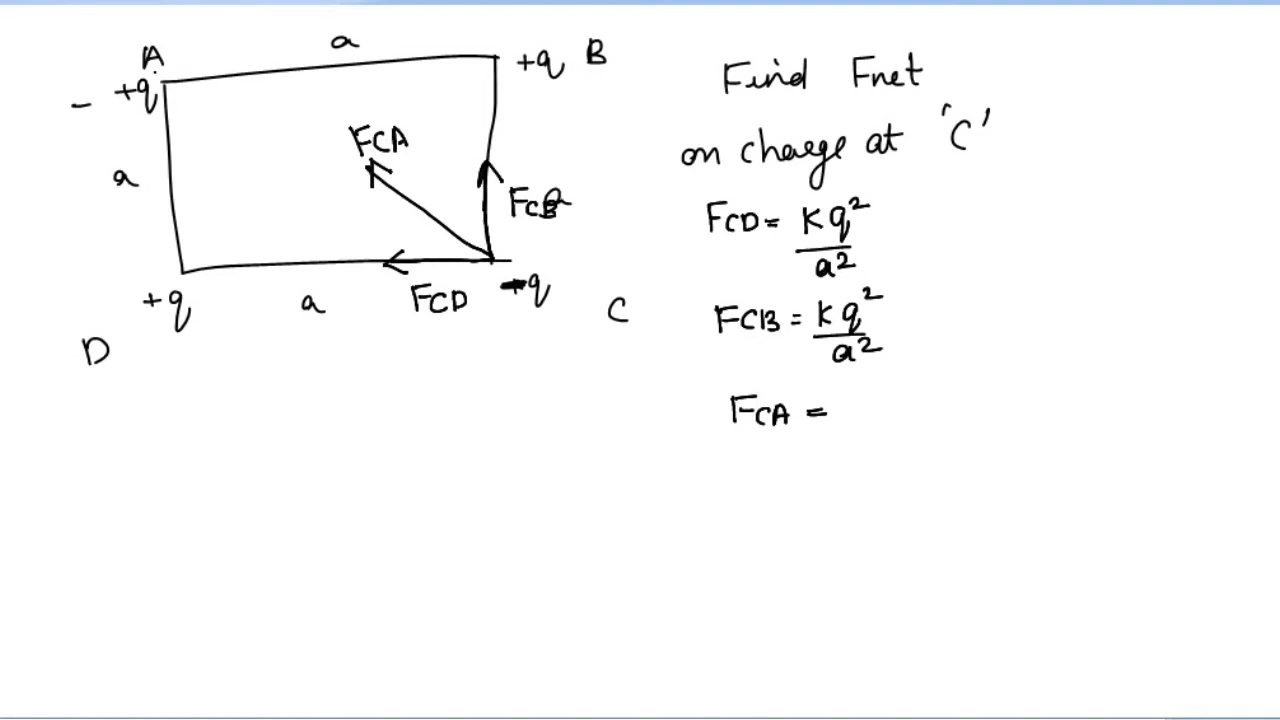 a
A
+q B
- +q
a
FCA
FCB
+q
a
FCD
-q
C
D
Find Fnet
on charge at 'C'
FCD = Kq²/a²
FCB = Kq²/a²
FCA =